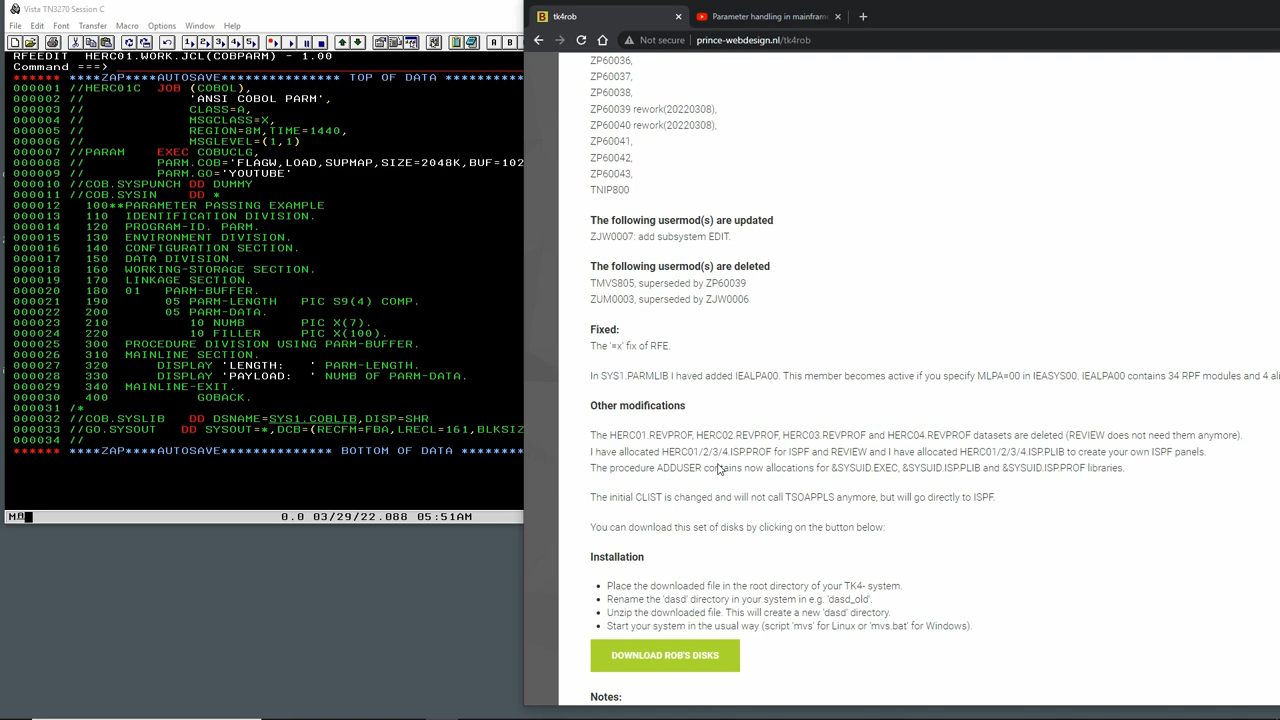 Vista TN3270 Session C
File Edit Font Transfer Macro Options Window Help
RFEEDIT HERC01.WORK.JCL(COBPARM) - 1.00
Command ===>
****** ****ZAP****AUTOSAVE************** TOP OF DATA **********
000001 //HERC01C JOB (COBOL),
000002 // 'ANSI COBOL PARM',
000003 // CLASS=A,
000004 // MSGCLASS=X,
000005 // REGION=8M,TIME=1440,
000006 // MSGLEVEL=(1,1)
000007 //PARAM EXEC COBUCLG,
000008 // PARM.COB='FLAGW,LOAD,SUPMAP,SIZE=2048K,BUF=102
000009 // PARM.GO='YOUTUBE'
000010 //COB.SYSPUNCH DD DUMMY
000011 //COB.SYSIN DD *
000012 100**PARAMETER PASSING EXAMPLE
000013 110 IDENTIFICATION DIVISION.
000014 120 PROGRAM-ID. PARM.
000015 130 ENVIRONMENT DIVISION.
000016 140 CONFIGURATION SECTION.
000017 150 DATA DIVISION.
000018 160 WORKING-STORAGE SECTION.
000019 170 LINKAGE SECTION.
000020 180 01 PARM-BUFFER.
000021 190 05 PARM-LENGTH PIC S9(4) COMP.
000022 200 05 PARM-DATA.
000023 210 10 NUMB PIC X(7).
000024 220 10 FILLER PIC X(100).
000025 300 PROCEDURE DIVISION USING PARM-BUFFER.
000026 310 MAINLINE SECTION.
000027 320 DISPLAY 'LENGTH: ' PARM-LENGTH.
000028 330 DISPLAY 'PAYLOAD: ' NUMB OF PARM-DATA.
000029 340 MAINLINE-EXIT.
000030 400 GOBACK.
000031 /*
000032 //COB.SYSLIB DD DSNAME=SYS1.COBLIB,DISP=SHR
000033 //GO.SYSOUT DD SYSOUT=*,DCB=(RECFM=FBA,LRECL=161,BLKSIZ
000034 //
****** ****ZAP****AUTOSAVE************* BOTTOM OF DATA *********
0.0 03/29/22.088 05:51AM
tk4rob
Parameter handling in mainfram
Not secure prince-webdesign.nl/tk4rob
ZP60036,
ZP60037,
ZP60038,
ZP60039 rework(20220308),
ZP60040 rework(20220308),
ZP60041,
ZP60042,
ZP60043,
TNIP800
The following usermod(s) are updated
ZJW0007: add subsystem EDIT.
The following usermod(s) are deleted
TMVS805, superseded by ZP60039
ZUM0003, superseded by ZJW0006
Fixed:
The '=x' fix of RFE.
In SYS1.PARMLIB I haved added IEALPA00. This member becomes active if you specify MLPA=00 in IEASYS00. IEALPA00 contains 34 RPF modules and 4 ali
Other modifications
The HERC01.REVPROF, HERC02.REVPROF, HERC03.REVPROF and HERC04.REVPROF datasets are deleted (REVIEW does not need them anymore).
I have allocated HERC01/2/3/4.ISP.PROF for ISPF and REVIEW and I have allocated HERC01/2/3/4.ISP.PLIB to create your own ISPF panels.
The procedure ADDUSER contains now allocations for &SYSUID.EXEC, &SYSUID.ISP.PLIB and &SYSUID.ISP.PROF libraries.
The initial CLIST is changed and will not call TSOAPPLS anymore, but will go directly to ISPF.
You can download this set of disks by clicking on the button below:
Installation
Place the downloaded file in the root directory of your TK4- system.
Rename the 'dasd' directory in your system in e.g. 'dasd_old'.
Unzip the downloaded file. This will create a new 'dasd' directory.
Start your system in the usual way (script 'mvs' for Linux or 'mvs.bat' for Windows).
DOWNLOAD ROB'S DISKS
Notes: